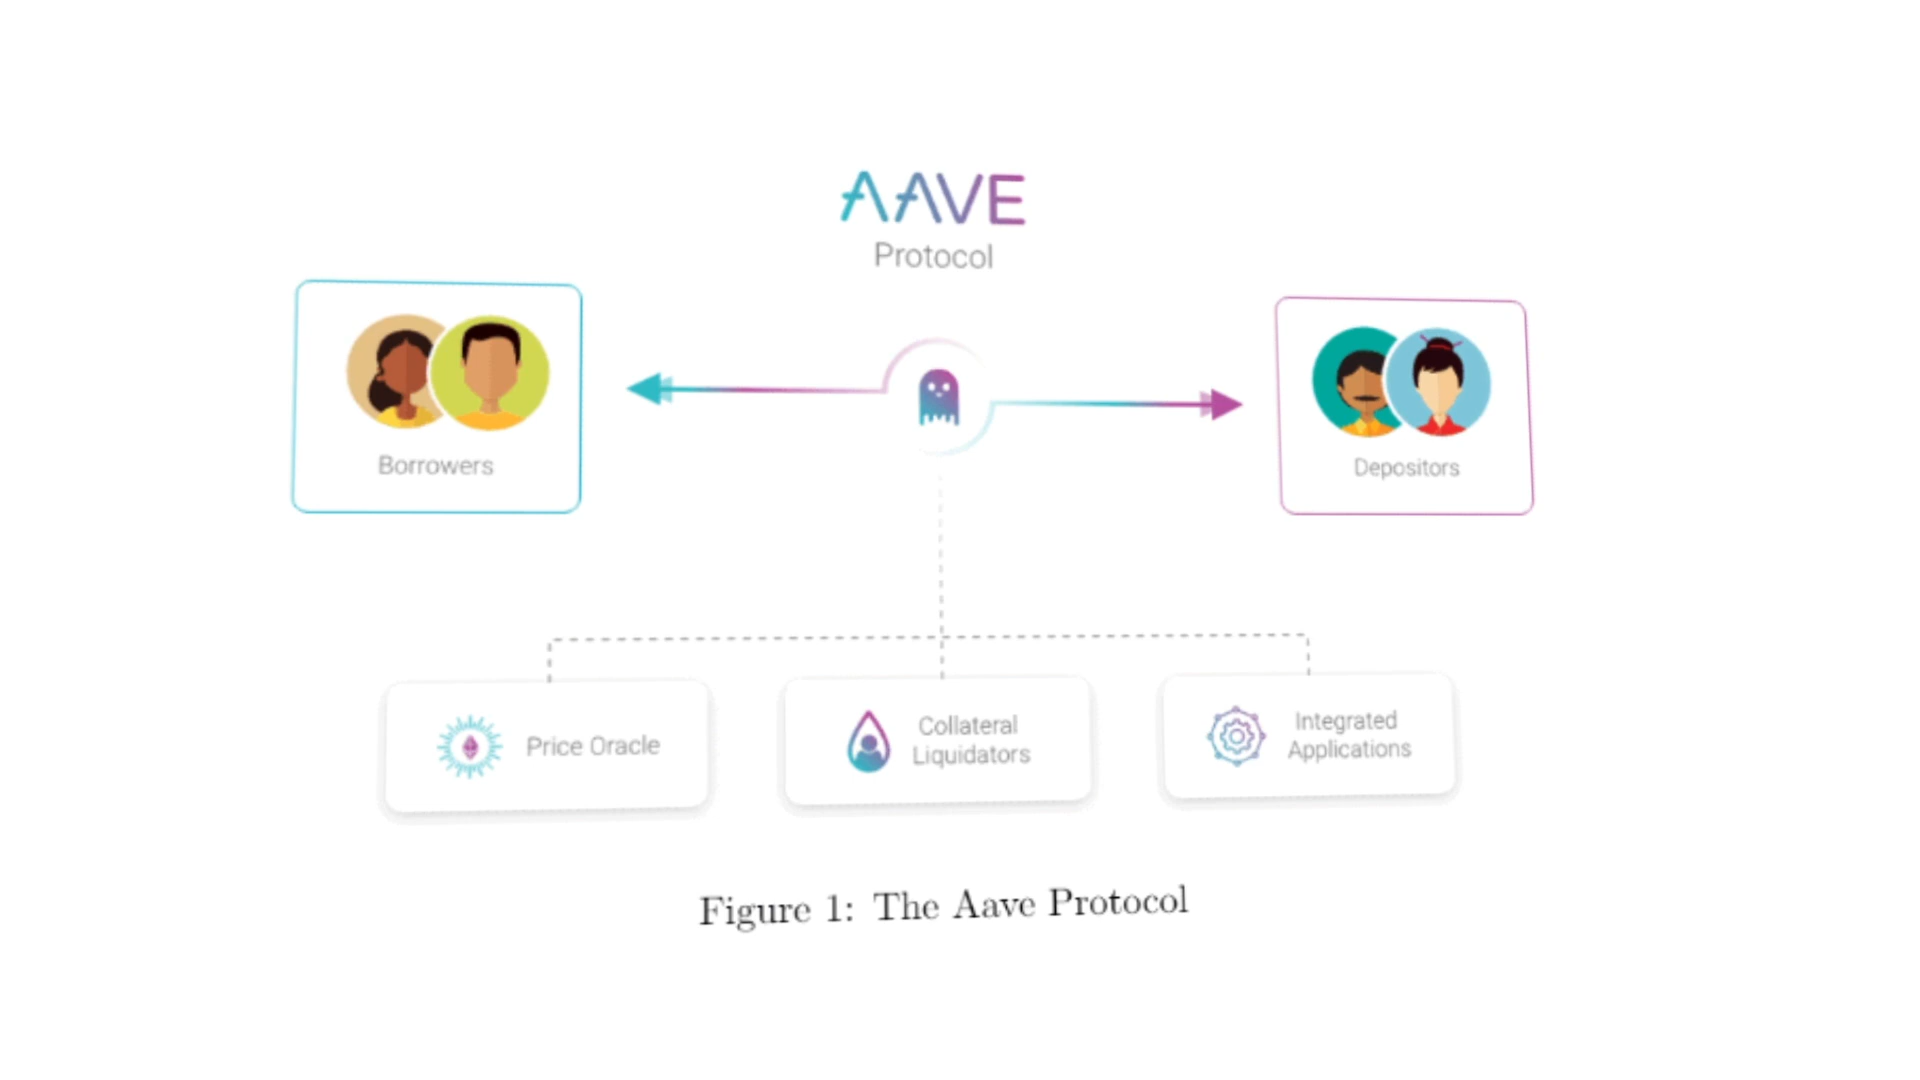 AAVE
Protocol
Borrowers
Depositors
Price Oracle
Collateral
Liquidators
Integrated
Applications
Figure 1: The Aave Protocol